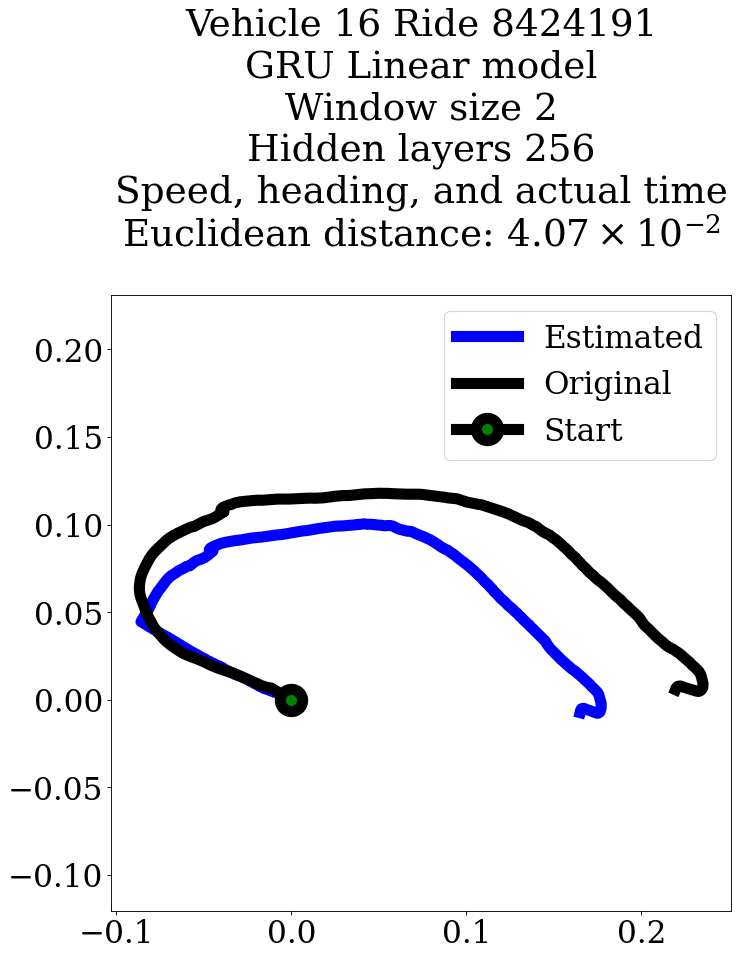 Vehicle 16 Ride 8424191
GRU Linear model
Window size 2
Hidden layers 256
Speed, heading, and actual time
Euclidean distance: 4.07 × 10⁻²
Estimated
Original
Start
0.20
0.15
0.10
0.05
0.00
−0.05
−0.10
−0.1 0.0 0.1 0.2